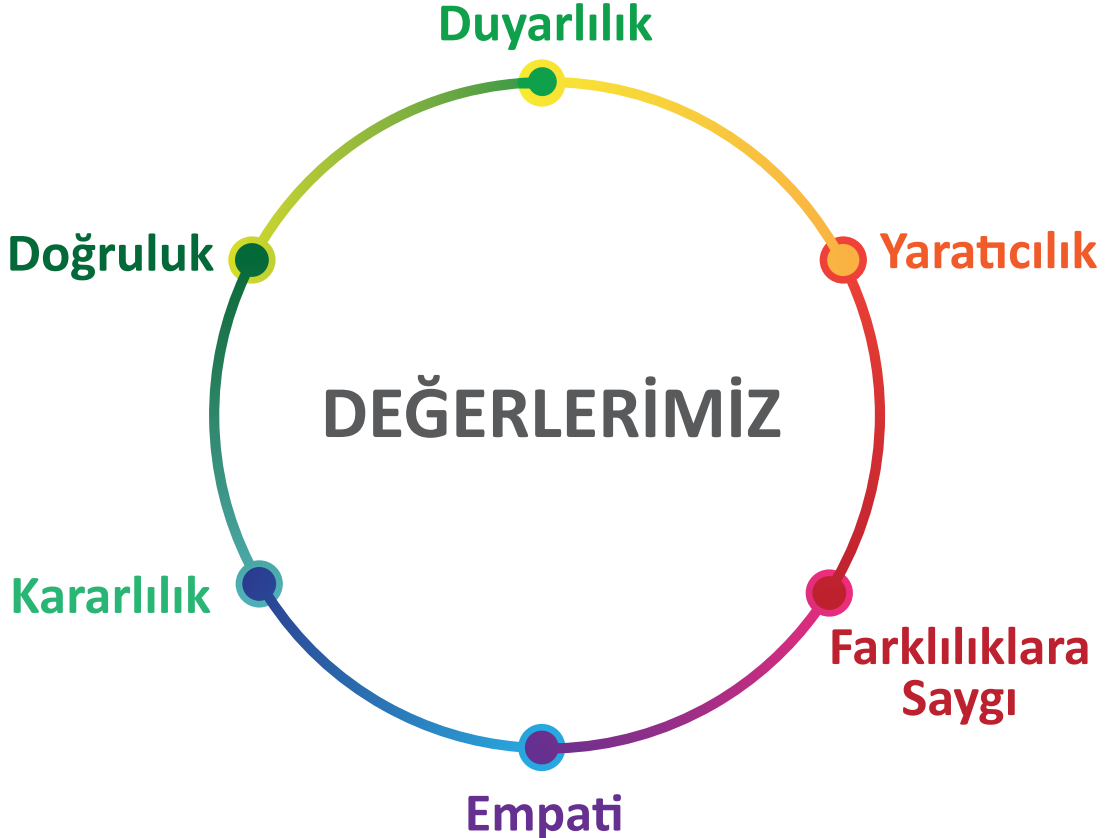 Duyarlılık
Doğruluk
Yaratıcılık
DEĞERLERİMİZ
Kararlılık
Farklılıklara
Saygı
Empati